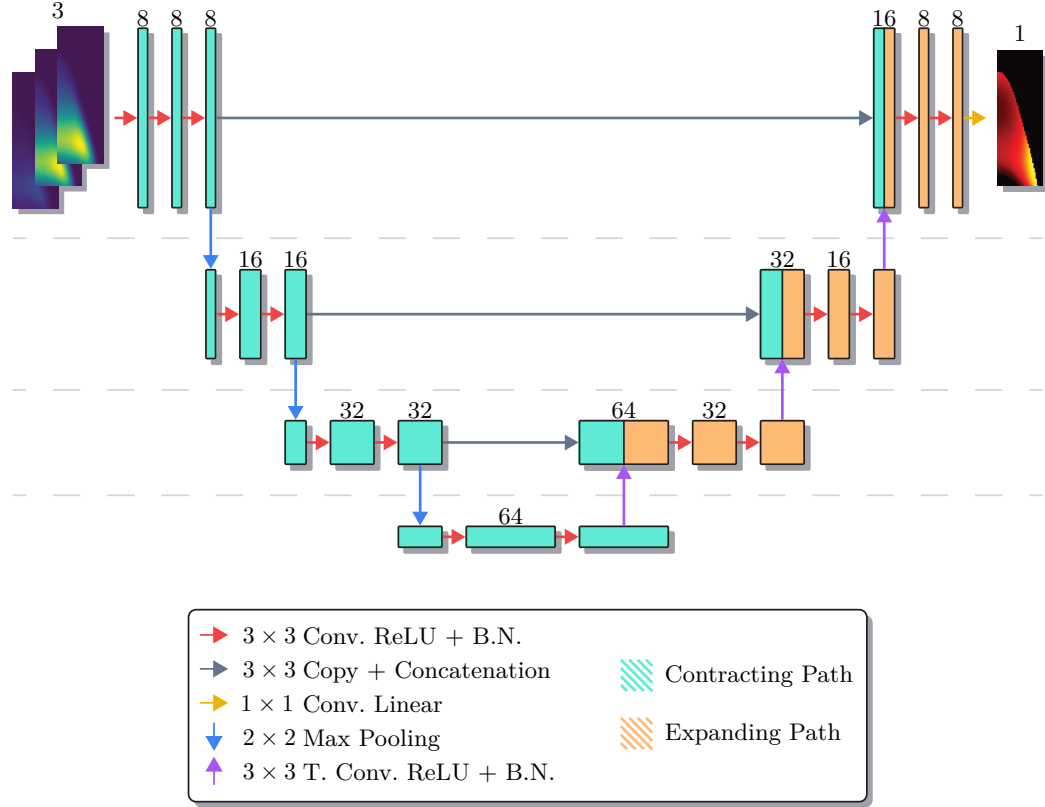 3
8 8 8
16 8 8
1
16 16
32 16
32 32
64 32
64
3 × 3 Conv. ReLU + B.N.
3 × 3 Copy + Concatenation
1 × 1 Conv. Linear
2 × 2 Max Pooling
3 × 3 T. Conv. ReLU + B.N.
Contracting Path
Expanding Path